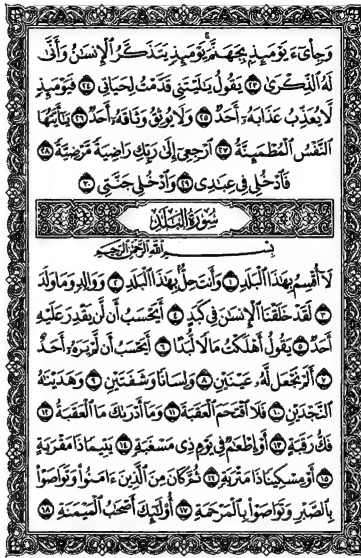 وَجِاْىٓءَ يَوْمَئِذٍۭ بِجَهَنَّمَ ۚ يَوْمَئِذٍ يَتَذَكَّرُ ٱلْإِنسَٰنُ وَأَنَّىٰ
لَهُ ٱلذِّكْرَىٰ ٢٣ يَقُولُ يَٰلَيْتَنِى قَدَّمْتُ لِحَيَاتِى ٢٤ فَيَوْمَئِذٍ
لَّا يُعَذِّبُ عَذَابَهُۥٓ أَحَدٌ ٢٥ وَلَا يُوثِقُ وَثَاقَهُۥٓ أَحَدٌ ٢٦ يَٰٓأَيَّتُهَا
ٱلنَّفْسُ ٱلْمُطْمَئِنَّةُ ٢٧ ٱرْجِعِىٓ إِلَىٰ رَبِّكِ رَاضِيَةً مَّرْضِيَّةً ٢٨
فَٱدْخُلِى فِى عِبَٰدِى ٢٩ وَٱدْخُلِى جَنَّتِى ٣٠
سُورَةُ الْبَلَدِ
بِسْمِ ٱللَّهِ ٱلرَّحْمَٰنِ ٱلرَّحِيمِ
لَآ أُقْسِمُ بِهَٰذَا ٱلْبَلَدِ ١ وَأَنتَ حِلٌّۢ بِهَٰذَا ٱلْبَلَدِ ٢ وَوَالِدٍ وَمَا وَلَدَ
٣ لَقَدْ خَلَقْنَا ٱلْإِنسَٰنَ فِى كَبَدٍ ٤ أَيَحْسَبُ أَن لَّن يَقْدِرَ عَلَيْهِ
أَحَدٌ ٥ يَقُولُ أَهْلَكْتُ مَالًا لُّبَدًا ٦ أَيَحْسَبُ أَن لَّمْ يَرَهُۥٓ أَحَدٌ
٧ أَلَمْ نَجْعَل لَّهُۥ عَيْنَيْنِ ٨ وَلِسَانًا وَشَفَتَيْنِ ٩ وَهَدَيْنَٰهُ
ٱلنَّجْدَيْنِ ١٠ فَلَا ٱقْتَحَمَ ٱلْعَقَبَةَ ١١ وَمَآ أَدْرَىٰكَ مَا ٱلْعَقَبَةُ ١٢
فَكُّ رَقَبَةٍ ١٣ أَوْ إِطْعَٰمٌ فِى يَوْمٍ ذِى مَسْغَبَةٍ ١٤ يَتِيمًا ذَا مَقْرَبَةٍ
١٥ أَوْ مِسْكِينًا ذَا مَتْرَبَةٍ ١٦ ثُمَّ كَانَ مِنَ ٱلَّذِينَ ءَامَنُوا۟ وَتَوَاصَوْا۟
بِٱلصَّبْرِ وَتَوَاصَوْا۟ بِٱلْمَرْحَمَةِ ١٧ أُو۟لَٰٓئِكَ أَصْحَٰبُ ٱلْمَيْمَنَةِ ١٨